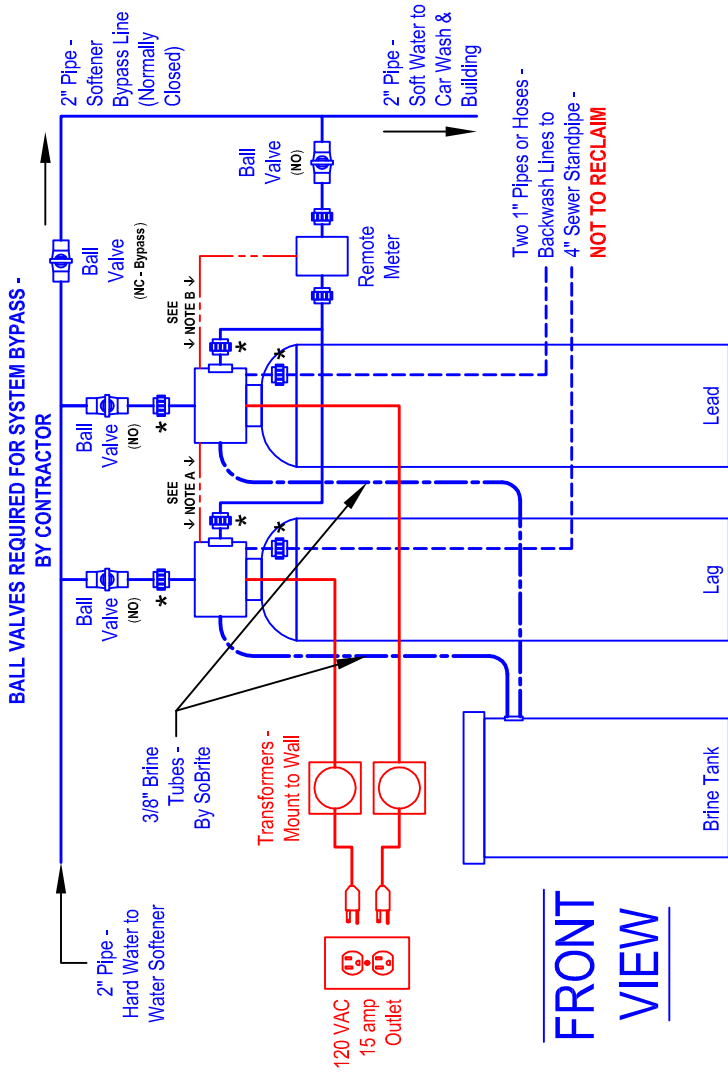 BALL VALVES REQUIRED FOR SYSTEM BYPASS -
BY CONTRACTOR
2" Pipe -
Hard Water to
Water Softener
Ball
Valve
(NO)
Ball
Valve
(NO)
Ball
Valve
(NC - Bypass)
2" Pipe -
Softener
Bypass Line
(Normally
Closed)
3/8" Brine
Tubes -
By SoBrite
*
*
*
*
*
*
SEE
← NOTE A →
SEE
← NOTE B →
Ball
Valve
(NO)
2" Pipe -
Soft Water to
Car Wash &
Building
Remote
Meter
Transformers -
Mount to Wall
120 VAC
15 amp
Outlet
Two 1" Pipes or Hoses -
Backwash Lines to
4" Sewer Standpipe -
NOT TO RECLAIM
Brine Tank
Lag
Lead
FRONT
VIEW